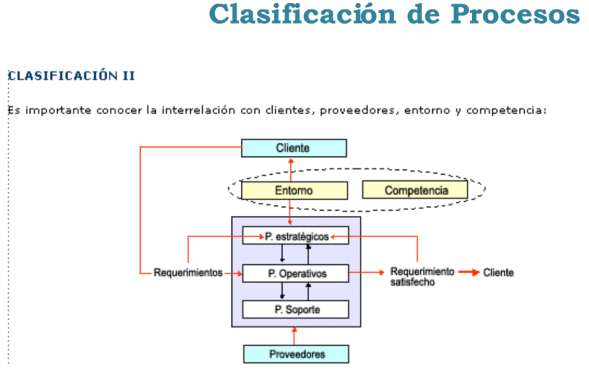 Clasificación de Procesos
CLASIFICACIÓN II
Es importante conocer la interrelación con clientes, proveedores, entorno y competencia:
Cliente
Entorno
Competencia
P. estratégicos
Requerimientos
P. Operativos
Requerimiento
satisfecho
Cliente
P. Soporte
Proveedores